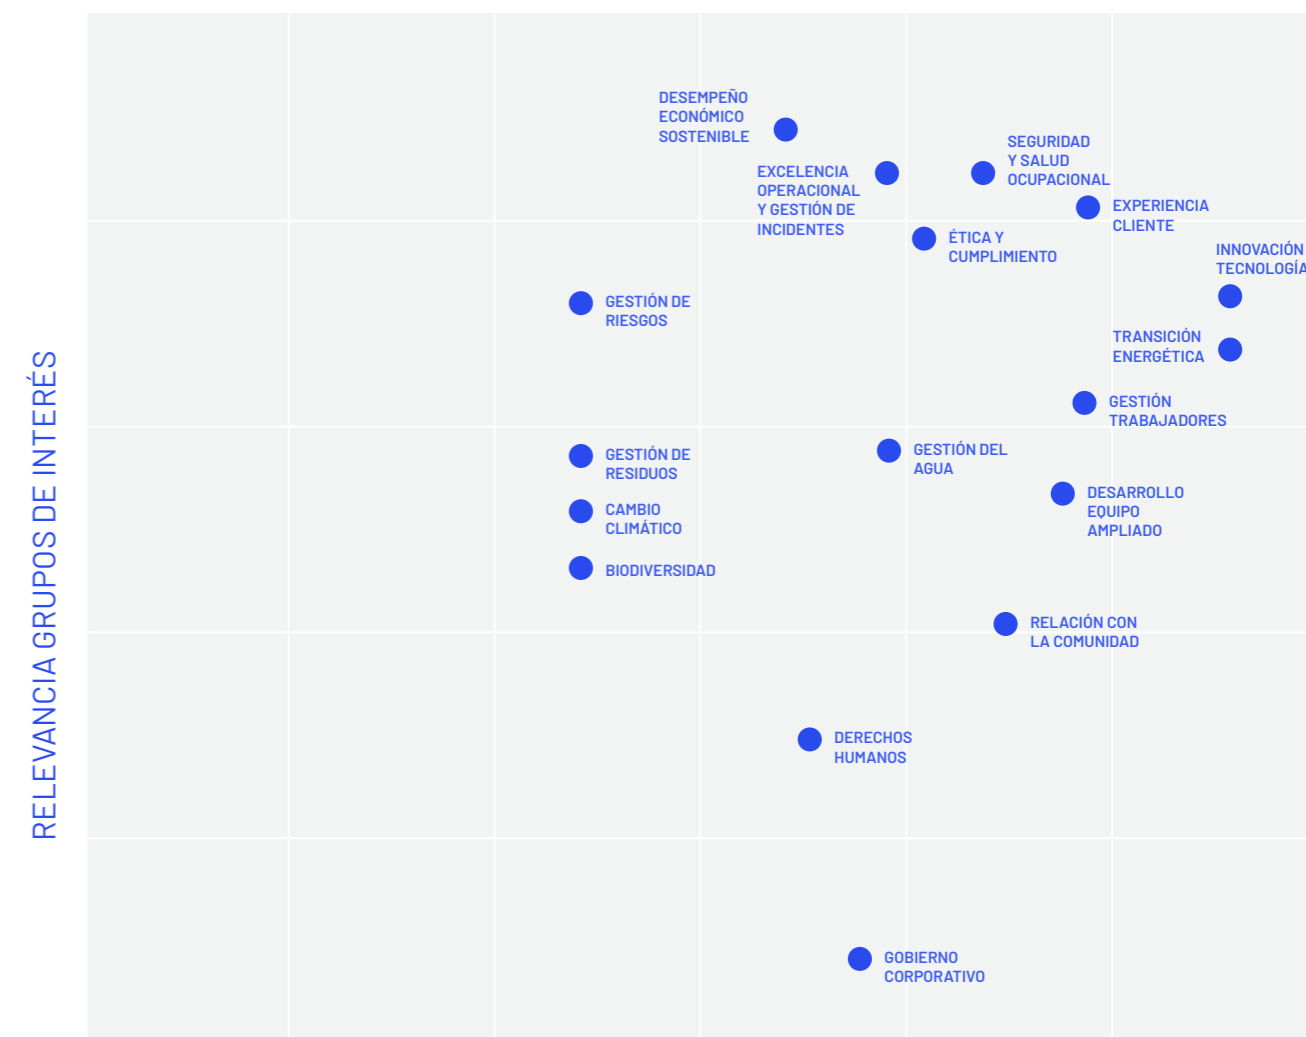 DESEMPEÑO
ECONÓMICO
SOSTENIBLE
SEGURIDAD
Y SALUD
OCUPACIONAL
EXCELENCIA
OPERACIONAL
Y GESTIÓN DE
INCIDENTES
EXPERIENCIA
CLIENTE
ÉTICA Y
CUMPLIMIENTO
INNOVACIÓN
TECNOLOGÍA
GESTIÓN DE
RIESGOS
TRANSICIÓN
ENERGÉTICA
GESTIÓN
TRABAJADORES
GESTIÓN DEL
AGUA
GESTIÓN DE
RESIDUOS
DESARROLLO
EQUIPO
AMPLIADO
CAMBIO
CLIMÁTICO
BIODIVERSIDAD
RELACIÓN CON
LA COMUNIDAD
DERECHOS
HUMANOS
GOBIERNO
CORPORATIVO
RELEVANCIA GRUPOS DE INTERÉS